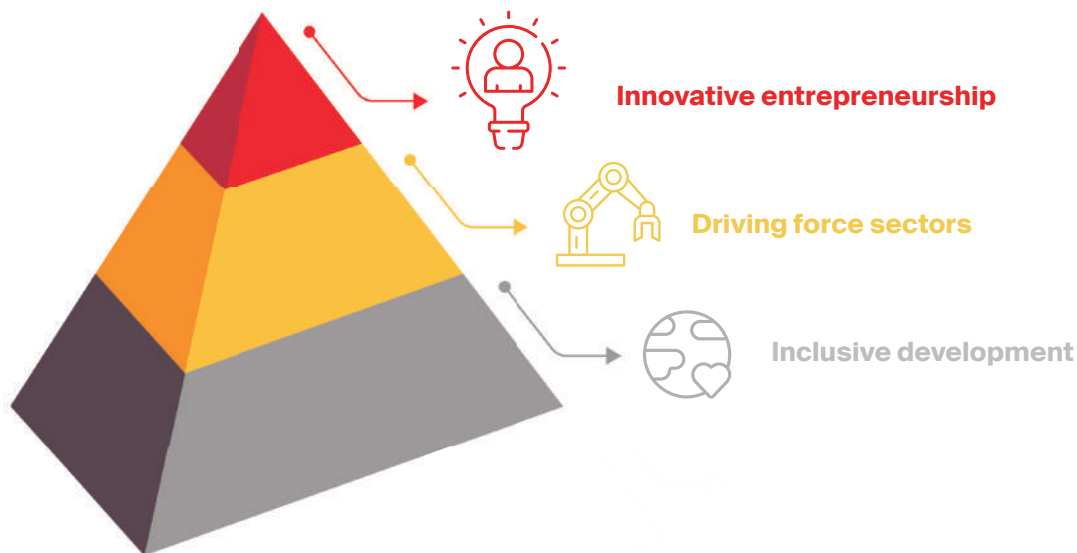 Innovative entrepreneurship
Driving force sectors
Inclusive development